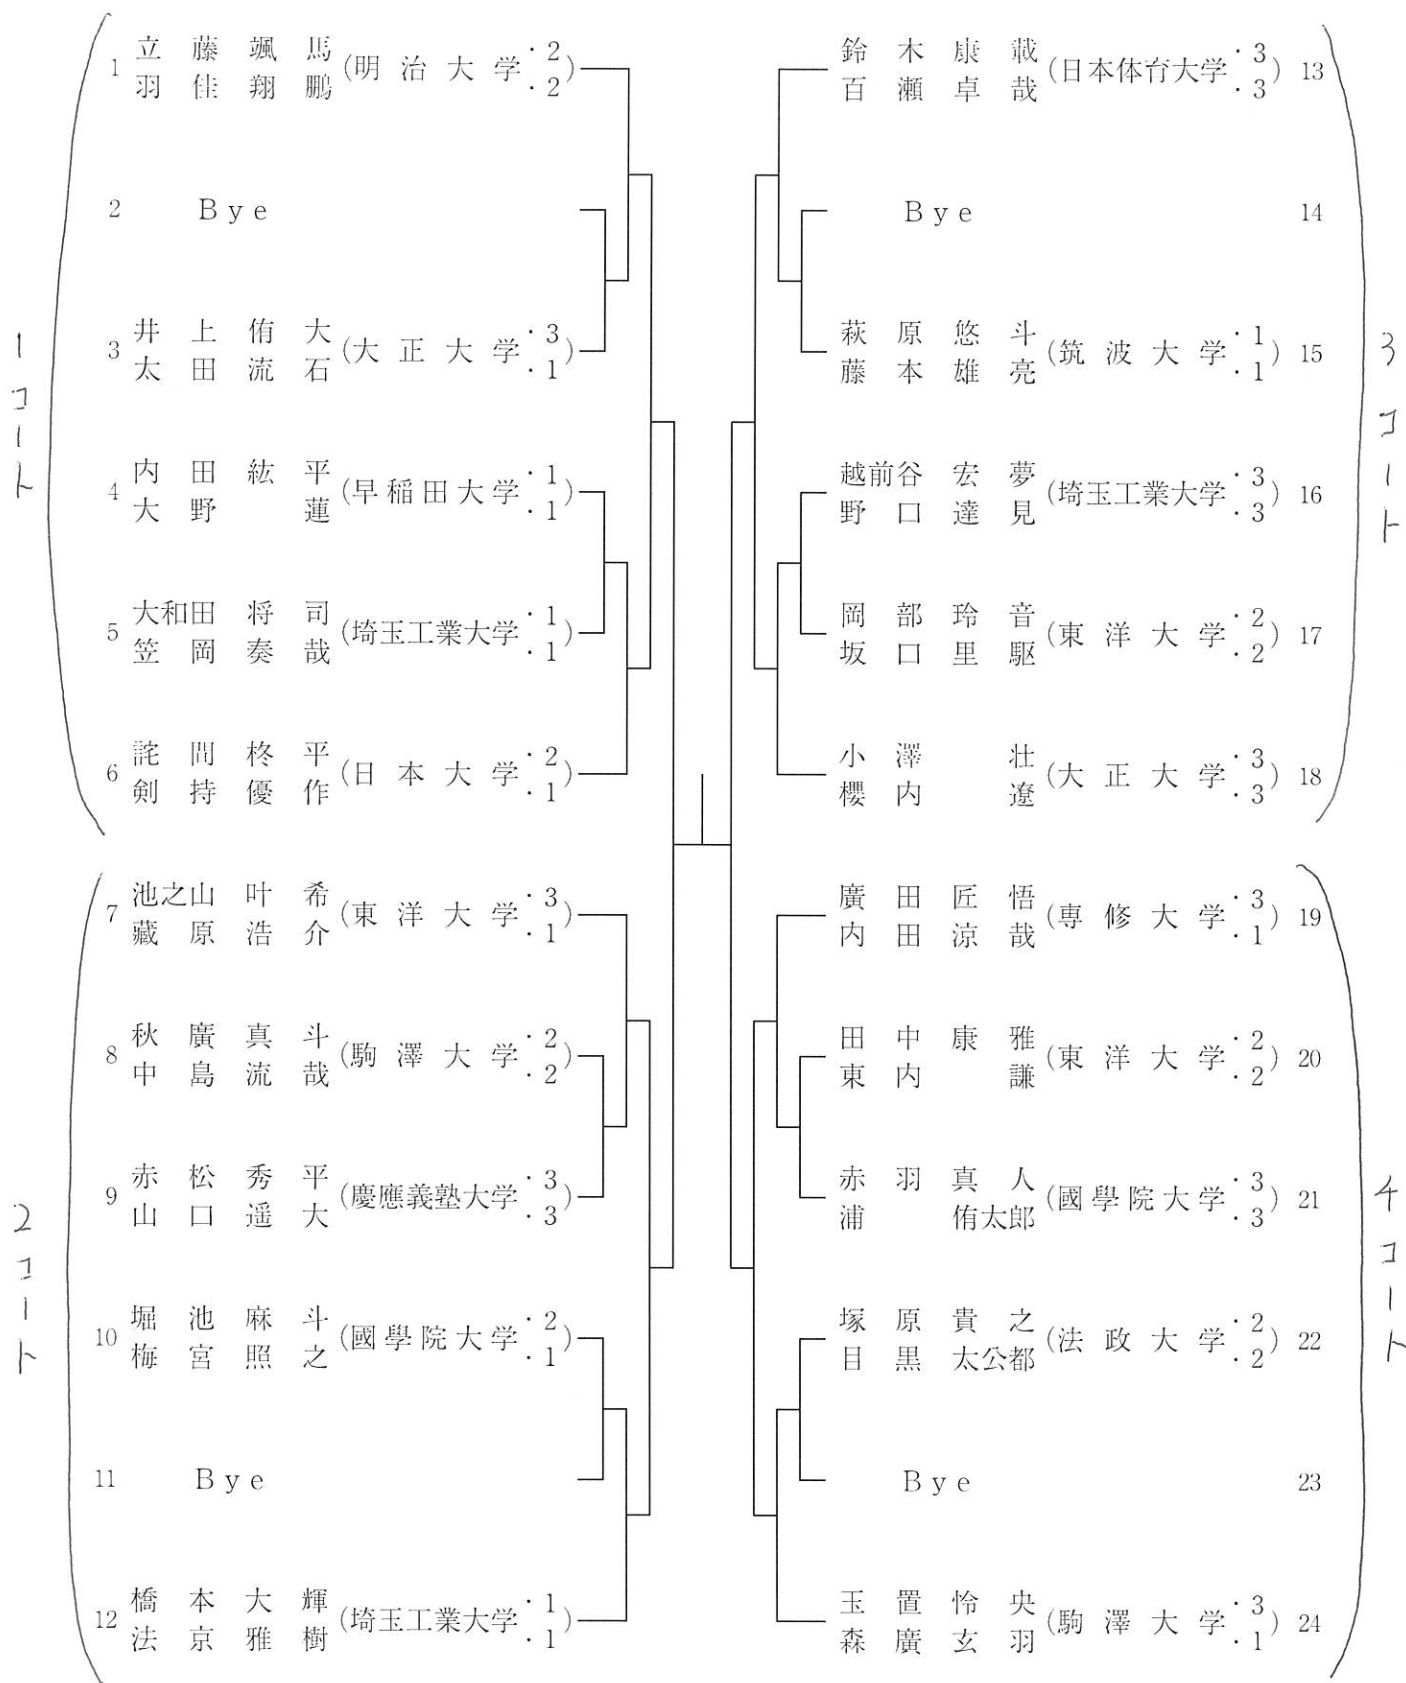 1コート
1 立藤颯馬 (明治大学・2)
羽佳翔鵬 ・2
2 Bye
3 井上侑大 (大正大学・3)
太田流石 ・1
4 内田紘平 (早稲田大学・1)
大野蓮 ・1
5 大和田将司 (埼玉工業大学・1)
笠岡奏哉 ・1
6 詫間柊平 (日本大学・2)
剣持優作 ・1
2コート
7 池之山叶希 (東洋大学・3)
藏原浩介 ・1
8 秋廣真斗 (駒澤大学・2)
中島流哉 ・2
9 赤松秀平 (慶應義塾大学・3)
山口遥大 ・3
10 堀池麻斗 (國學院大学・2)
梅宮照之 ・1
11 Bye
12 橋本大輝 (埼玉工業大学・1)
法京雅樹 ・1
3コート
鈴木康載 (日本体育大学・3) 13
百瀬卓哉 ・3
Bye 14
萩原悠斗 (筑波大学・1) 15
藤本雄亮 ・1
越前谷宏夢 (埼玉工業大学・3) 16
野口達見 ・3
岡部玲音 (東洋大学・2) 17
坂口里駆 ・2
小澤壮 (大正大学・3) 18
櫻内遼 ・3
4コート
廣田匠悟 (専修大学・3) 19
内田涼哉 ・1
田中康雅 (東洋大学・2) 20
東内謙 ・2
赤羽真人 (國學院大学・3) 21
浦侑太郎 ・3
塚原貴之 (法政大学・2) 22
目黒太公都 ・2
Bye 23
玉置怜央 (駒澤大学・3) 24
森廣玄羽 ・1